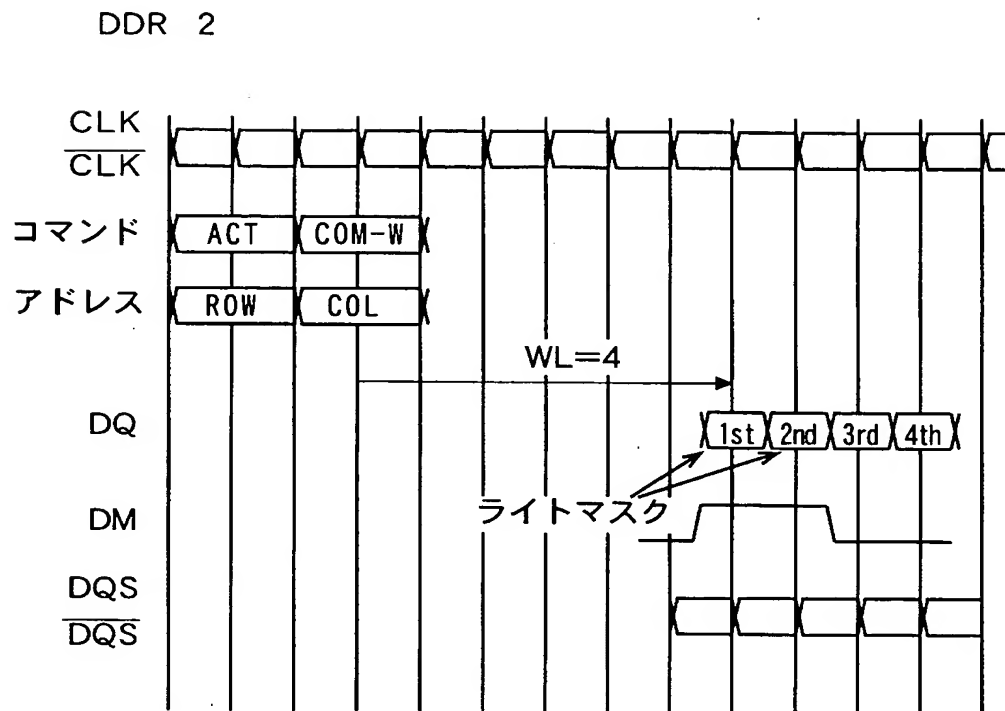 DDR 2
CLK
CLK
コマンド
ACT
COM-W
アドレス
ROW
COL
WL=4
DQ
1st
2nd
3rd
4th
ライトマスク
DM
DQS
DQS